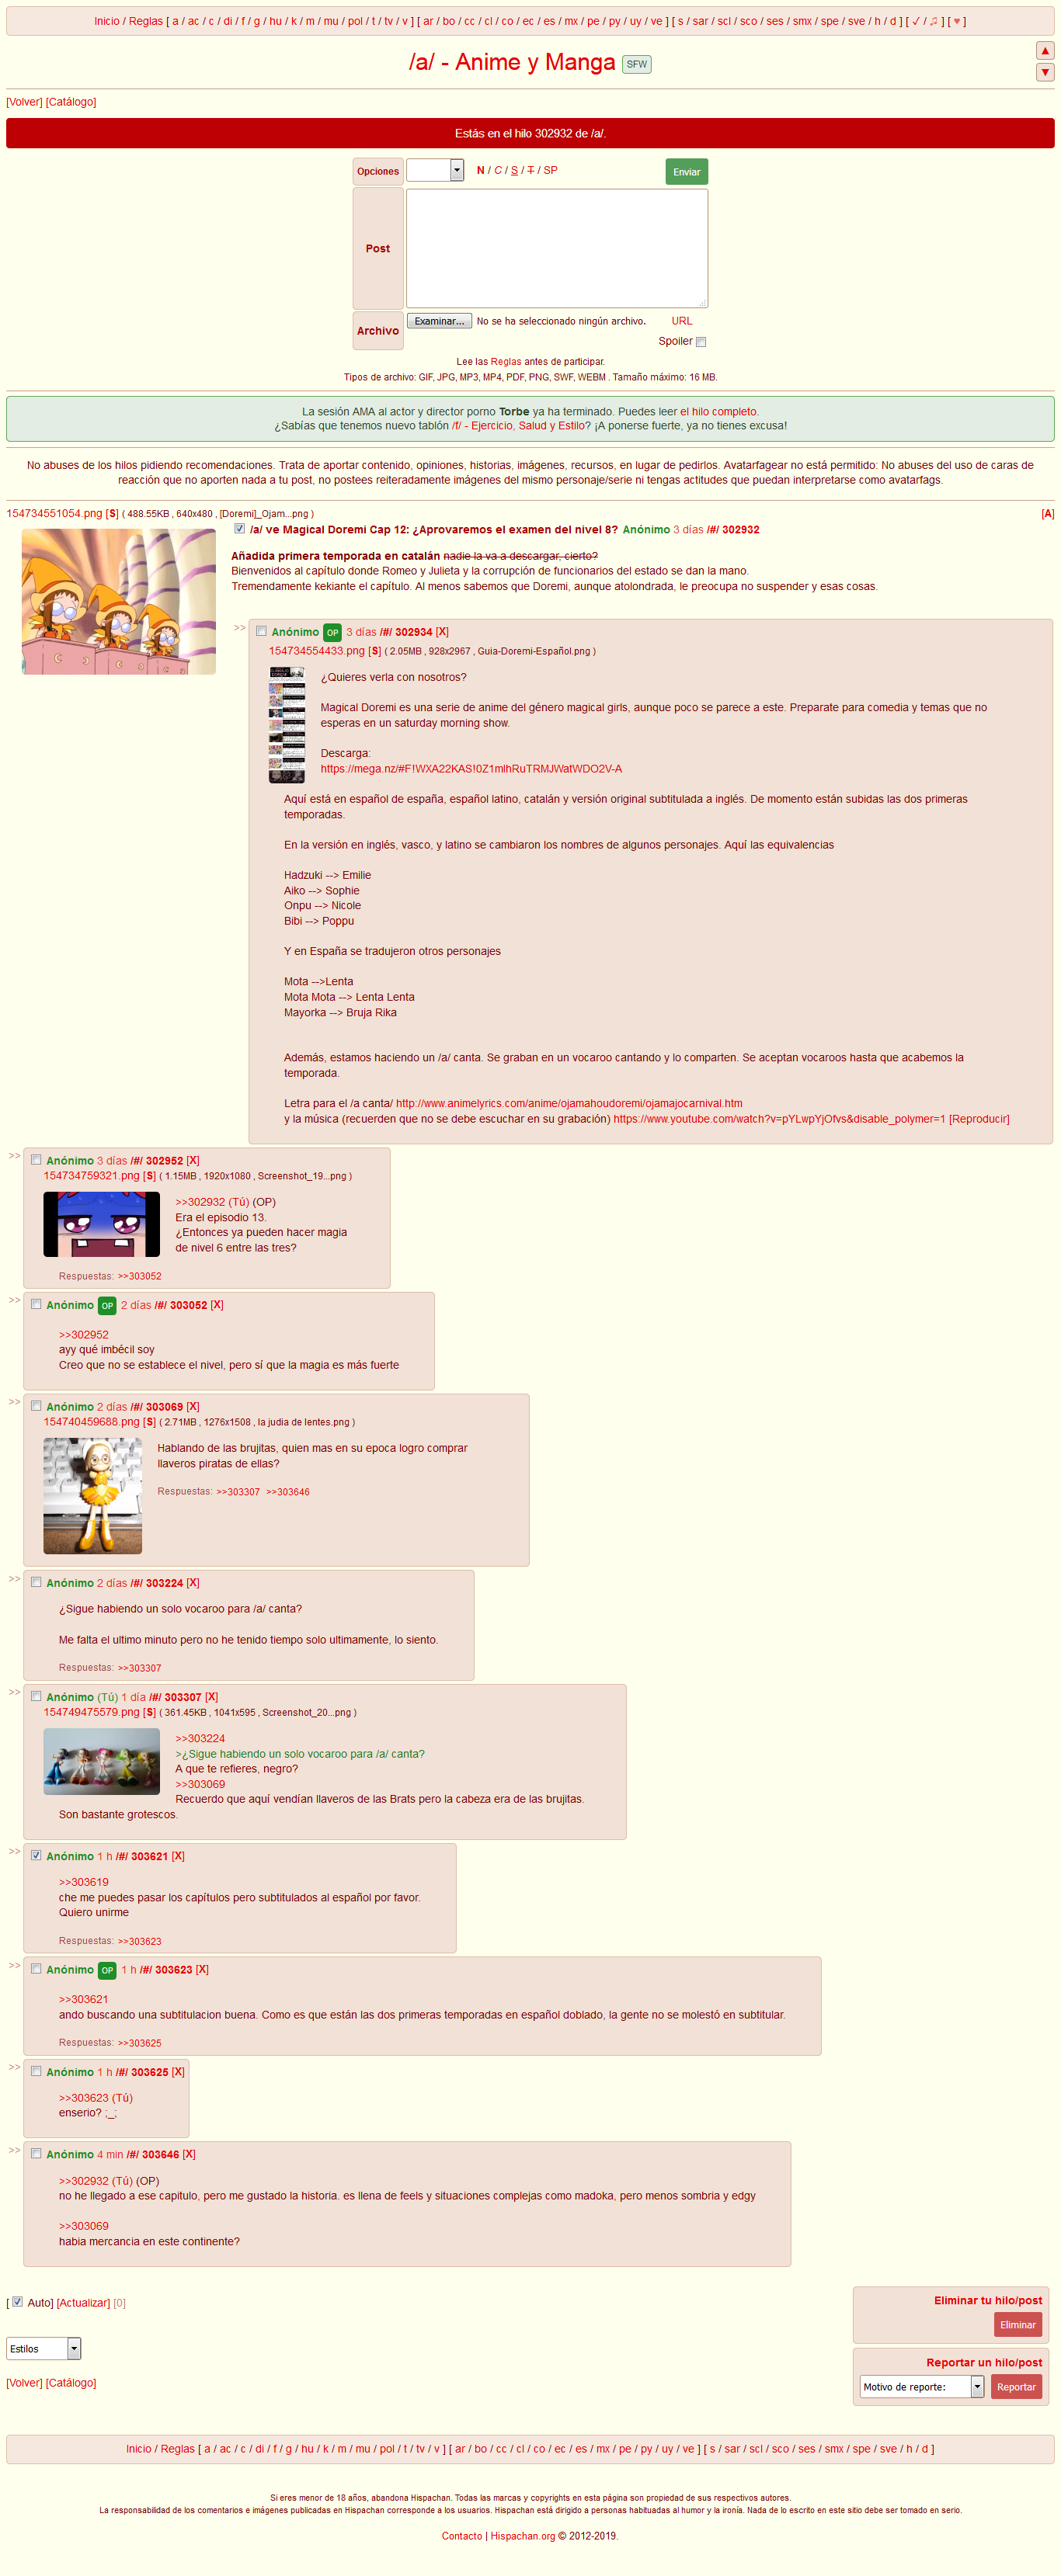 Inicio / Reglas [ a / ac / c / di / f / g / hu / k / m / mu / pol / t / tv / v ] [ ar / bo / cc / cl / co / ec / es / mx / pe / py / uy / ve ] [ s / sar / scl / sco / ses / smx / spe / sve / h / d ] [ ✓ / ♫ ] [ ♥ ]
/a/ - Anime y Manga SFW
▲
▼
[Volver] [Catálogo]
Estás en el hilo 302932 de /a/.
Opciones N / C / S / T / SP Enviar
Post
Archivo Examinar... No se ha seleccionado ningún archivo. URL
Spoiler
Lee las Reglas antes de participar.
Tipos de archivo: GIF, JPG, MP3, MP4, PDF, PNG, SWF, WEBM . Tamaño máximo: 16 MB.
La sesión AMA al actor y director porno Torbe ya ha terminado. Puedes leer el hilo completo.
¿Sabías que tenemos nuevo tablón /f/ - Ejercicio, Salud y Estilo? ¡A ponerse fuerte, ya no tienes excusa!
No abuses de los hilos pidiendo recomendaciones. Trata de aportar contenido, opiniones, historias, imágenes, recursos, en lugar de pedirlos. Avatarfagear no está permitido: No abuses del uso de caras de
reacción que no aporten nada a tu post, no postees reiteradamente imágenes del mismo personaje/serie ni tengas actitudes que puedan interpretarse como avatarfags.
154734551054.png [S] ( 488.55KB , 640x480 , [Doremi]_Ojam...png ) [A]
/a/ ve Magical Doremi Cap 12: ¿Aprovaremos el examen del nivel 8? Anónimo 3 días /#/ 302932
Añadida primera temporada en catalán nadie la va a descargar, cierto?
Bienvenidos al capítulo donde Romeo y Julieta y la corrupción de funcionarios del estado se dan la mano.
Tremendamente kekiante el capítulo. Al menos sabemos que Doremi, aunque atolondrada, le preocupa no suspender y esas cosas.
>> Anónimo OP 3 días /#/ 302934 [X]
154734554433.png [S] ( 2.05MB , 928x2967 , Guia-Doremi-Español.png )
¿Quieres verla con nosotros?
Magical Doremi es una serie de anime del género magical girls, aunque poco se parece a este. Preparate para comedia y temas que no
esperas en un saturday morning show.
Descarga:
https://mega.nz/#F!WXA22KAS!0Z1mlhRuTRMJWatWDO2V-A
Aquí está en español de españa, español latino, catalán y versión original subtitulada a inglés. De momento están subidas las dos primeras
temporadas.
En la versión en inglés, vasco, y latino se cambiaron los nombres de algunos personajes. Aquí las equivalencias
Hadzuki --> Emilie
Aiko --> Sophie
Onpu --> Nicole
Bibi --> Poppu
Y en España se tradujeron otros personajes
Mota -->Lenta
Mota Mota --> Lenta Lenta
Mayorka --> Bruja Rika
Además, estamos haciendo un /a/ canta. Se graban en un vocaroo cantando y lo comparten. Se aceptan vocaroos hasta que acabemos la
temporada.
Letra para el /a canta/ http://www.animelyrics.com/anime/ojamahoudoremi/ojamajocarnival.htm
y la música (recuerden que no se debe escuchar en su grabación) https://www.youtube.com/watch?v=pYLwpYjOfvs&disable_polymer=1 [Reproducir]
>> Anónimo 3 días /#/ 302952 [X]
154734759321.png [S] ( 1.15MB , 1920x1080 , Screenshot_19...png )
>>302932 (Tú) (OP)
Era el episodio 13.
¿Entonces ya pueden hacer magia
de nivel 6 entre las tres?
Respuestas: >>303052
>> Anónimo OP 2 días /#/ 303052 [X]
>>302952
ayy qué imbécil soy
Creo que no se establece el nivel, pero sí que la magia es más fuerte
>> Anónimo 2 días /#/ 303069 [X]
154740459688.png [S] ( 2.71MB , 1276x1508 , la judia de lentes.png )
Hablando de las brujitas, quien mas en su epoca logro comprar
llaveros piratas de ellas?
Respuestas: >>303307 >>303646
>> Anónimo 2 días /#/ 303224 [X]
¿Sigue habiendo un solo vocaroo para /a/ canta?
Me falta el ultimo minuto pero no he tenido tiempo solo ultimamente, lo siento.
Respuestas: >>303307
>> Anónimo (Tú) 1 día /#/ 303307 [X]
154749475579.png [S] ( 361.45KB , 1041x595 , Screenshot_20...png )
>>303224
>¿Sigue habiendo un solo vocaroo para /a/ canta?
A que te refieres, negro?
>>303069
Recuerdo que aquí vendían llaveros de las Brats pero la cabeza era de las brujitas.
Son bastante grotescos.
>> Anónimo 1 h /#/ 303621 [X]
>>303619
che me puedes pasar los capítulos pero subtitulados al español por favor.
Quiero unirme
Respuestas: >>303623
>> Anónimo OP 1 h /#/ 303623 [X]
>>303621
ando buscando una subtitulacion buena. Como es que están las dos primeras temporadas en español doblado, la gente no se molestó en subtitular.
Respuestas: >>303625
>> Anónimo 1 h /#/ 303625 [X]
>>303623 (Tú)
enserio? ;_;
>> Anónimo 4 min /#/ 303646 [X]
>>302932 (Tú) (OP)
no he llegado a ese capitulo, pero me gustado la historia. es llena de feels y situaciones complejas como madoka, pero menos sombria y edgy
>>303069
habia mercancia en este continente?
[ Auto] [Actualizar] [0]
Eliminar tu hilo/post
Eliminar
Estilos
Reportar un hilo/post
Motivo de reporte: Reportar
[Volver] [Catálogo]
Inicio / Reglas [ a / ac / c / di / f / g / hu / k / m / mu / pol / t / tv / v ] [ ar / bo / cc / cl / co / ec / es / mx / pe / py / uy / ve ] [ s / sar / scl / sco / ses / smx / spe / sve / h / d ]
Si eres menor de 18 años, abandona Hispachan. Todas las marcas y copyrights en esta página son propiedad de sus respectivos autores.
La responsabilidad de los comentarios e imágenes publicadas en Hispachan corresponde a los usuarios. Hispachan está dirigido a personas habituadas al humor y la ironía. Nada de lo escrito en este sitio debe ser tomado en serio.
Contacto | Hispachan.org © 2012-2019.